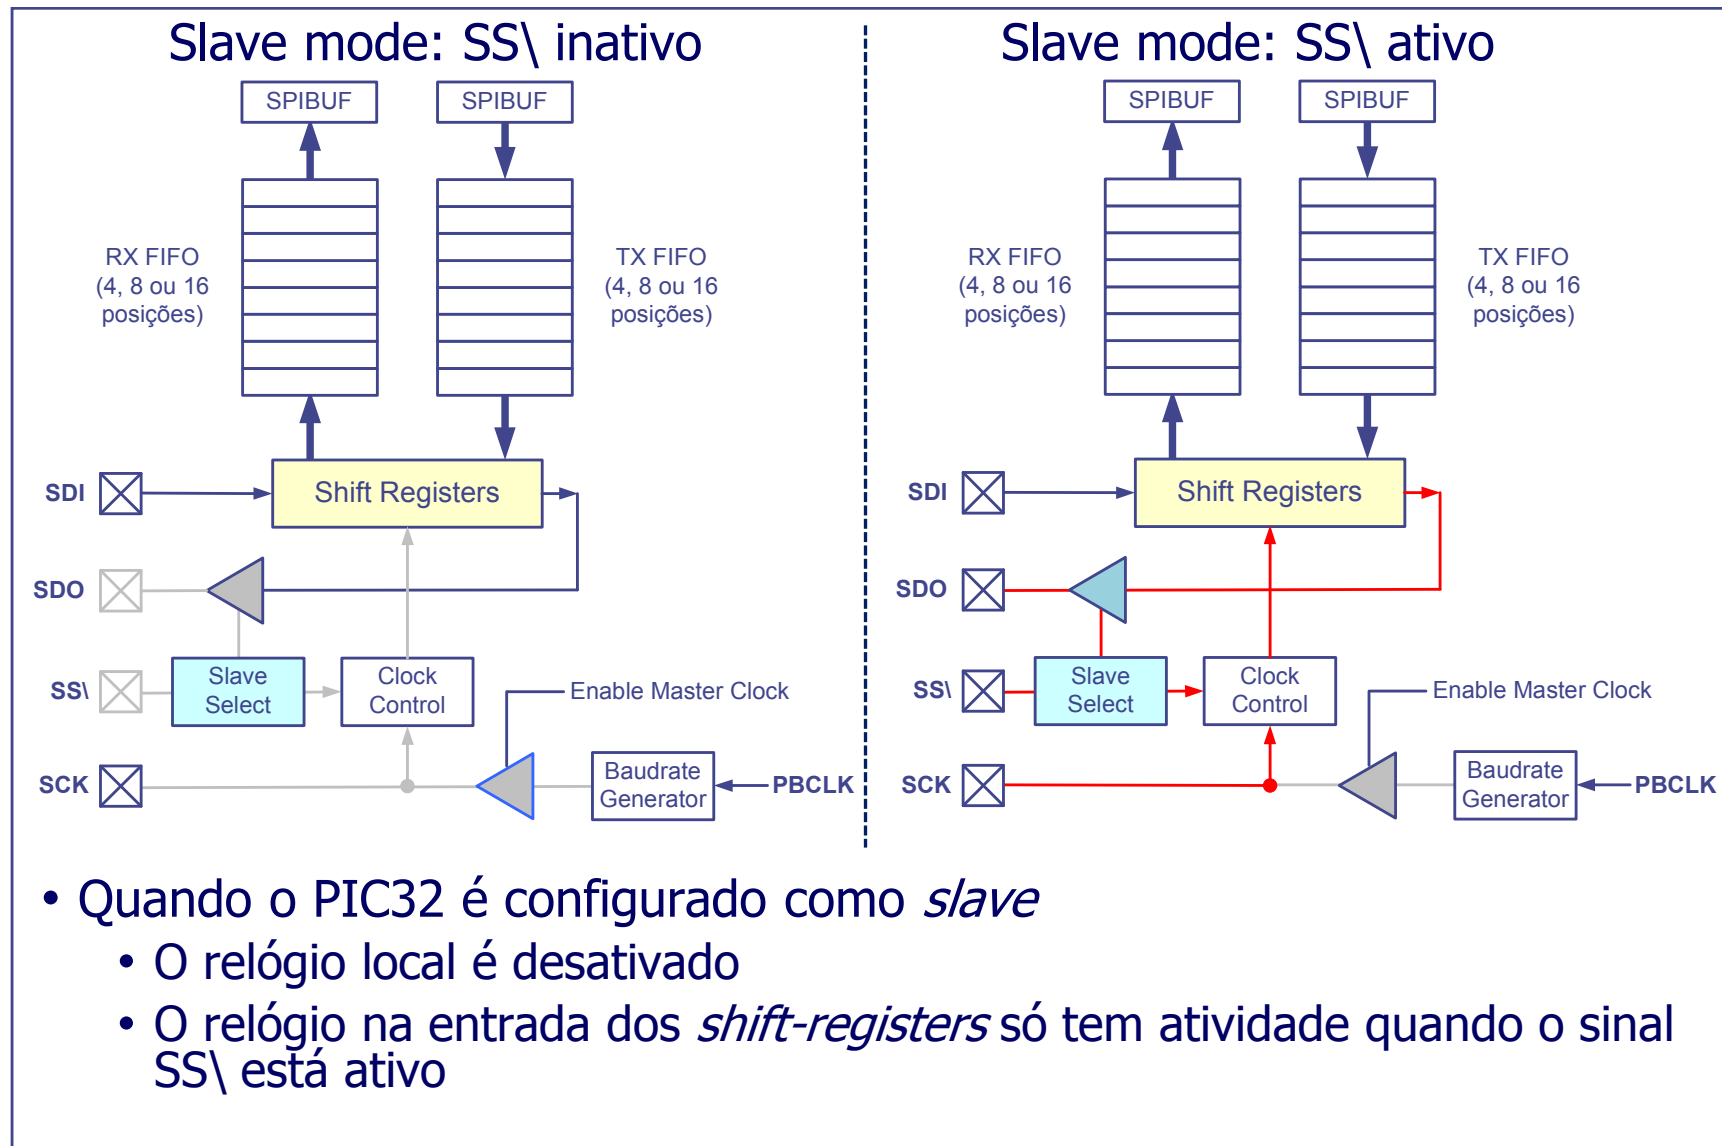 Slave mode: SS\ inativo
SPIBUF
SPIBUF
RX FIFO
(4, 8 ou 16
posições)
TX FIFO
(4, 8 ou 16
posições)
SDI
Shift Registers
SDO
SS\
Slave
Select
Clock
Control
Enable Master Clock
SCK
Baudrate
Generator
PBCLK
Slave mode: SS\ ativo
SPIBUF
SPIBUF
RX FIFO
(4, 8 ou 16
posições)
TX FIFO
(4, 8 ou 16
posições)
SDI
Shift Registers
SDO
SS\
Slave
Select
Clock
Control
Enable Master Clock
SCK
Baudrate
Generator
PBCLK
• Quando o PIC32 é configurado como slave
• O relógio local é desativado
• O relógio na entrada dos shift-registers só tem atividade quando o sinal
SS\ está ativo